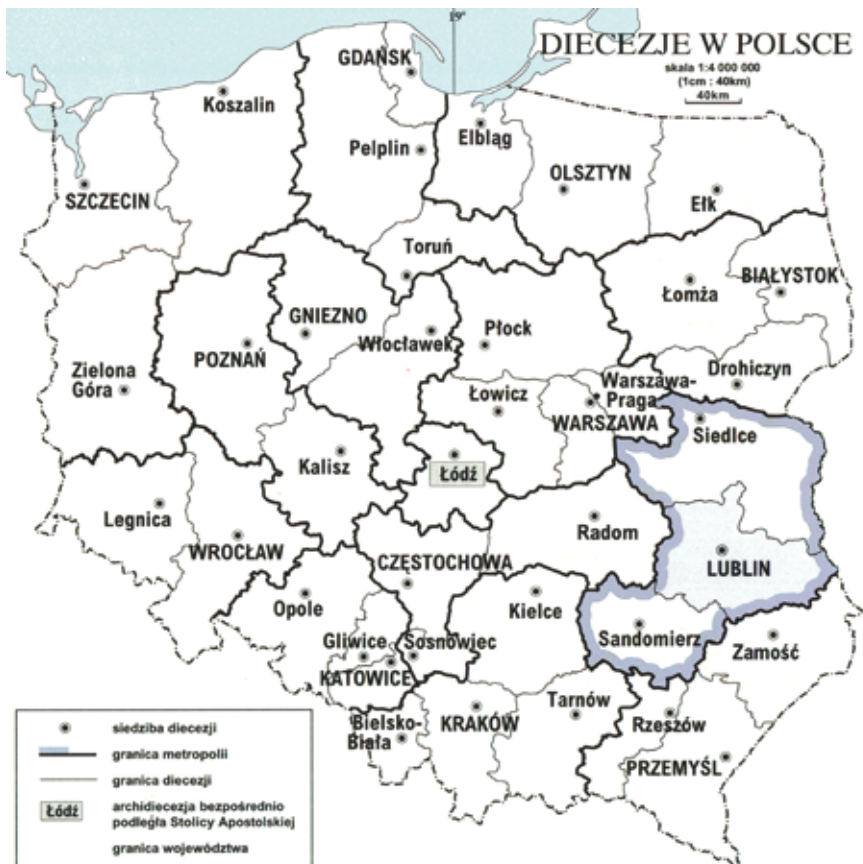 19°
DIECEZJE W POLSCE
skala 1:4 000 000
(1cm : 40km)
40km
GDAŃSK
Koszalin
Elbląg
Pelplin
OLSZTYN
SZCZECIN
Ełk
Toruń
BIAŁYSTOK
Łomża
GNIEZNO
Włocławek
Płock
POZNAŃ
Zielona
Góra
Drohiczyn
Warszawa-
Praga
Łowicz
WARSZAWA
Siedlce
Kalisz
Łódź
Legnica
Radom
WROCŁAW
CZĘSTOCHOWA
LUBLIN
Opole
Kielce
Gliwice
Sosnowiec
Sandomierz
Zamość
KATOWICE
Tarnów
Bielsko-
Biała
KRAKÓW
Rzeszów
PRZEMYŚL
siedziba diecezji
granica metropolii
granica diecezji
Łódź
archidiecezja bezpośrednio
podległa Stolicy Apostolskiej
granica województwa